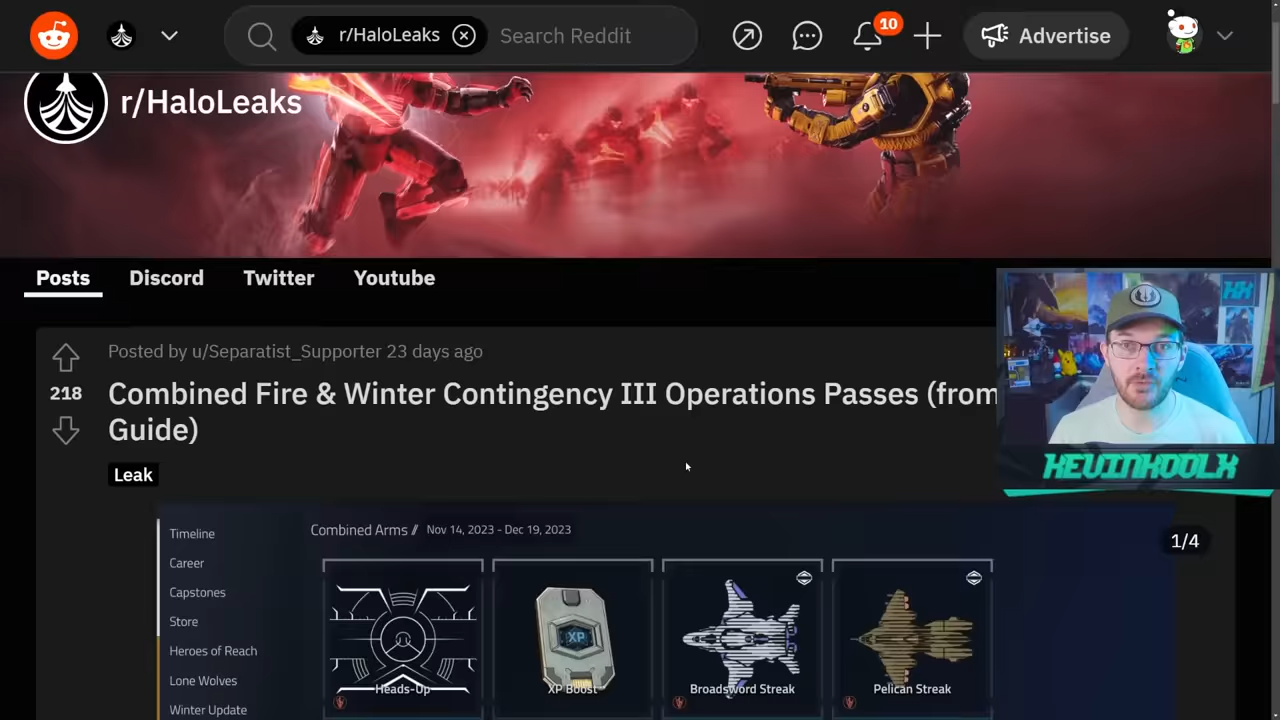 r/HaloLeaks
Search Reddit
10
Advertise
r/HaloLeaks
Posts
Discord
Twitter
Youtube
Posted by u/Separatist_Supporter 23 days ago
218
Combined Fire & Winter Contingency III Operations Passes (from
Guide)
Leak
KEVINKOOLX
KX
1/4
Timeline
Career
Capstones
Store
Heroes of Reach
Lone Wolves
Winter Update
Combined Arms // Nov 14, 2023 - Dec 19, 2023
Heads-Up
XP
XP Boost
Broadsword Streak
Pelican Streak